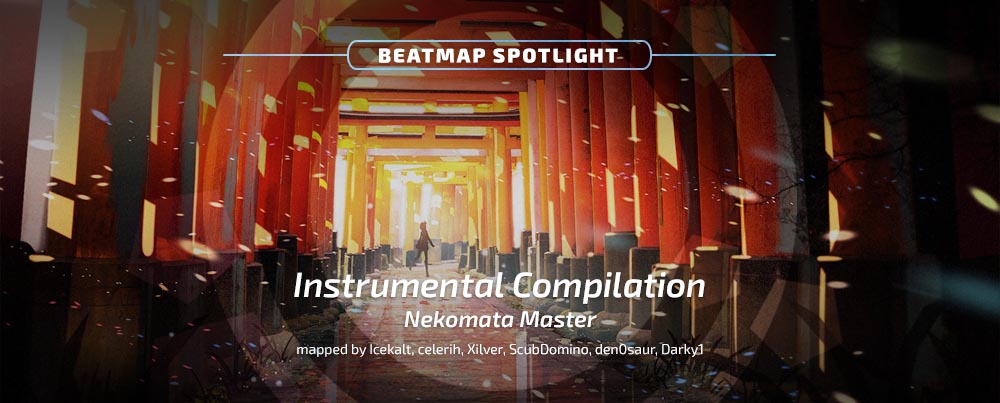 BEATMAP SPOTLIGHT
Instrumental Compilation
Nekomata Master
mapped by Icekalt, celerih, Xilver, ScubDomino, den0saur, Darky1